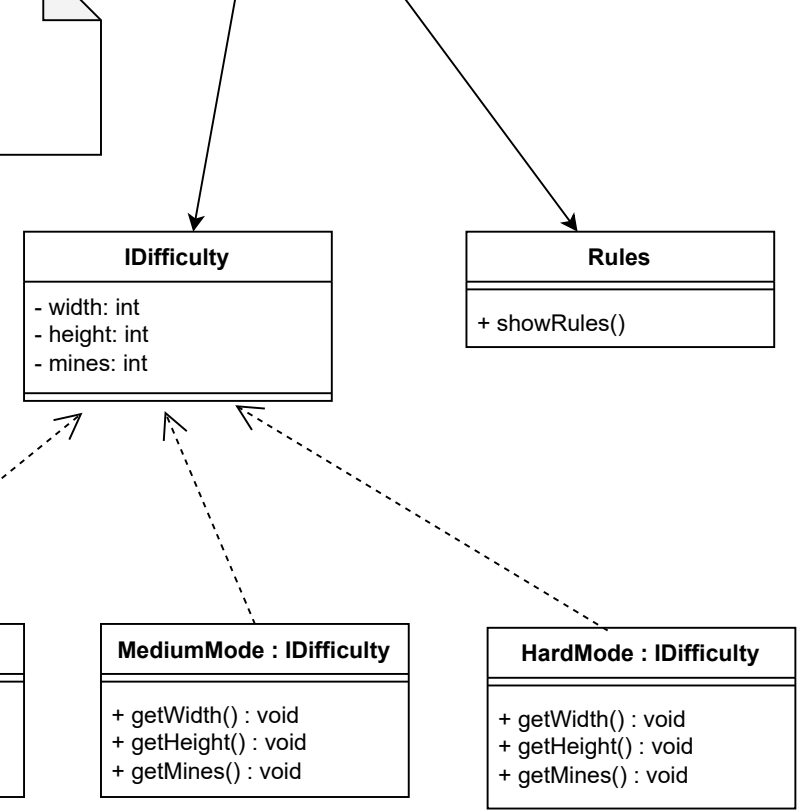 IDifficulty
- width: int
- height: int
- mines: int
Rules
+ showRules()
MediumMode : IDifficulty
+ getWidth() : void
+ getHeight() : void
+ getMines() : void
HardMode : IDifficulty
+ getWidth() : void
+ getHeight() : void
+ getMines() : void